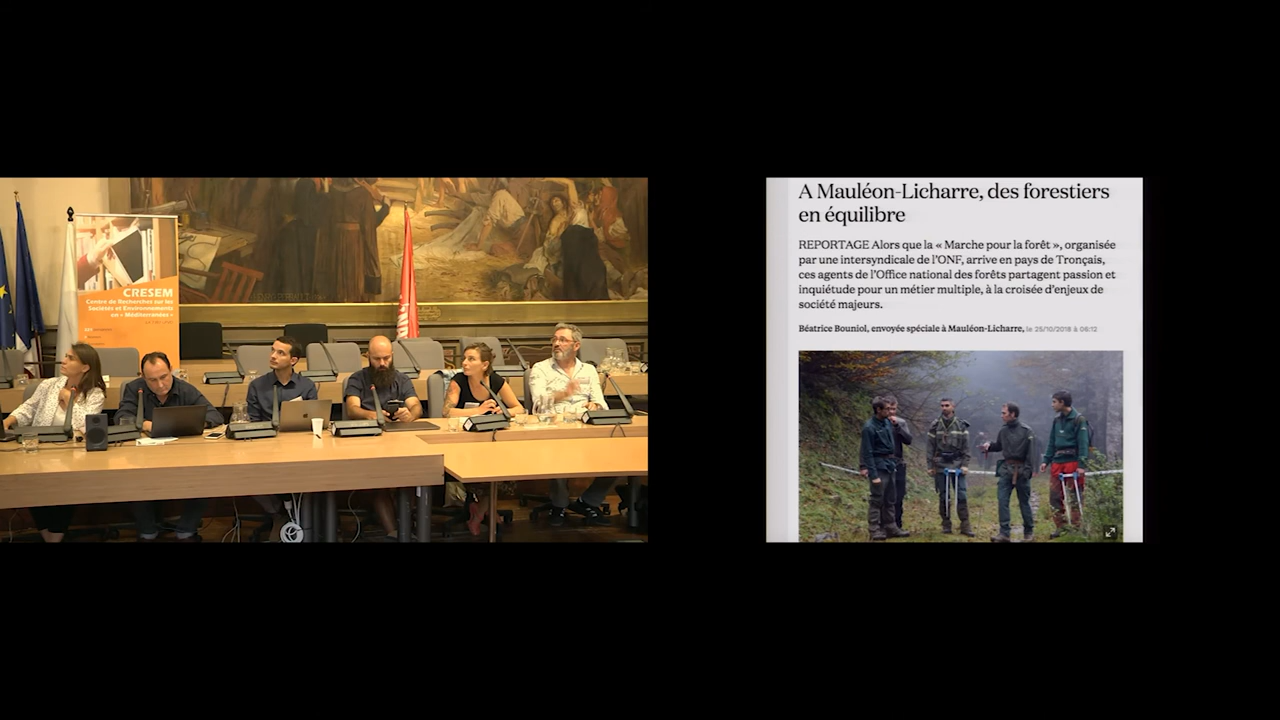 CRESEM
Centre de Recherches sur les
Sociétés et Environnements
en « Méditerranées »
A Mauléon-Licharre, des forestiers
en équilibre
REPORTAGE Alors que la « Marche pour la forêt », organisée
par une intersyndicale de l’ONF, arrive en pays de Tronçais,
ces agents de l’Office national des forêts partagent passion et
inquiétude pour un métier multiple, à la croisée d’enjeux de
société majeurs.
Béatrice Bouniol, envoyée spéciale à Mauléon-Licharre, le 25/10/2018 à 06:12